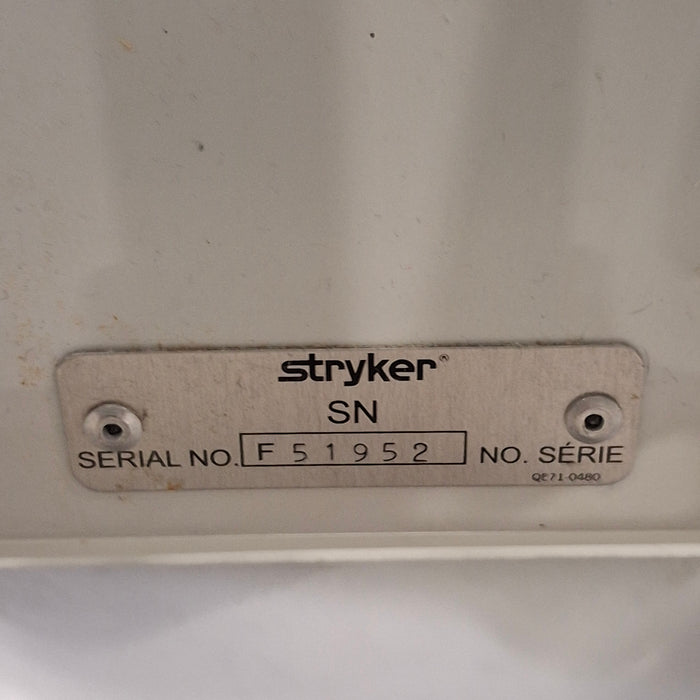 stryker®
SN
SERIAL NO. F 5 1 9 5 2 NO. SÉRIE
QE71-0480